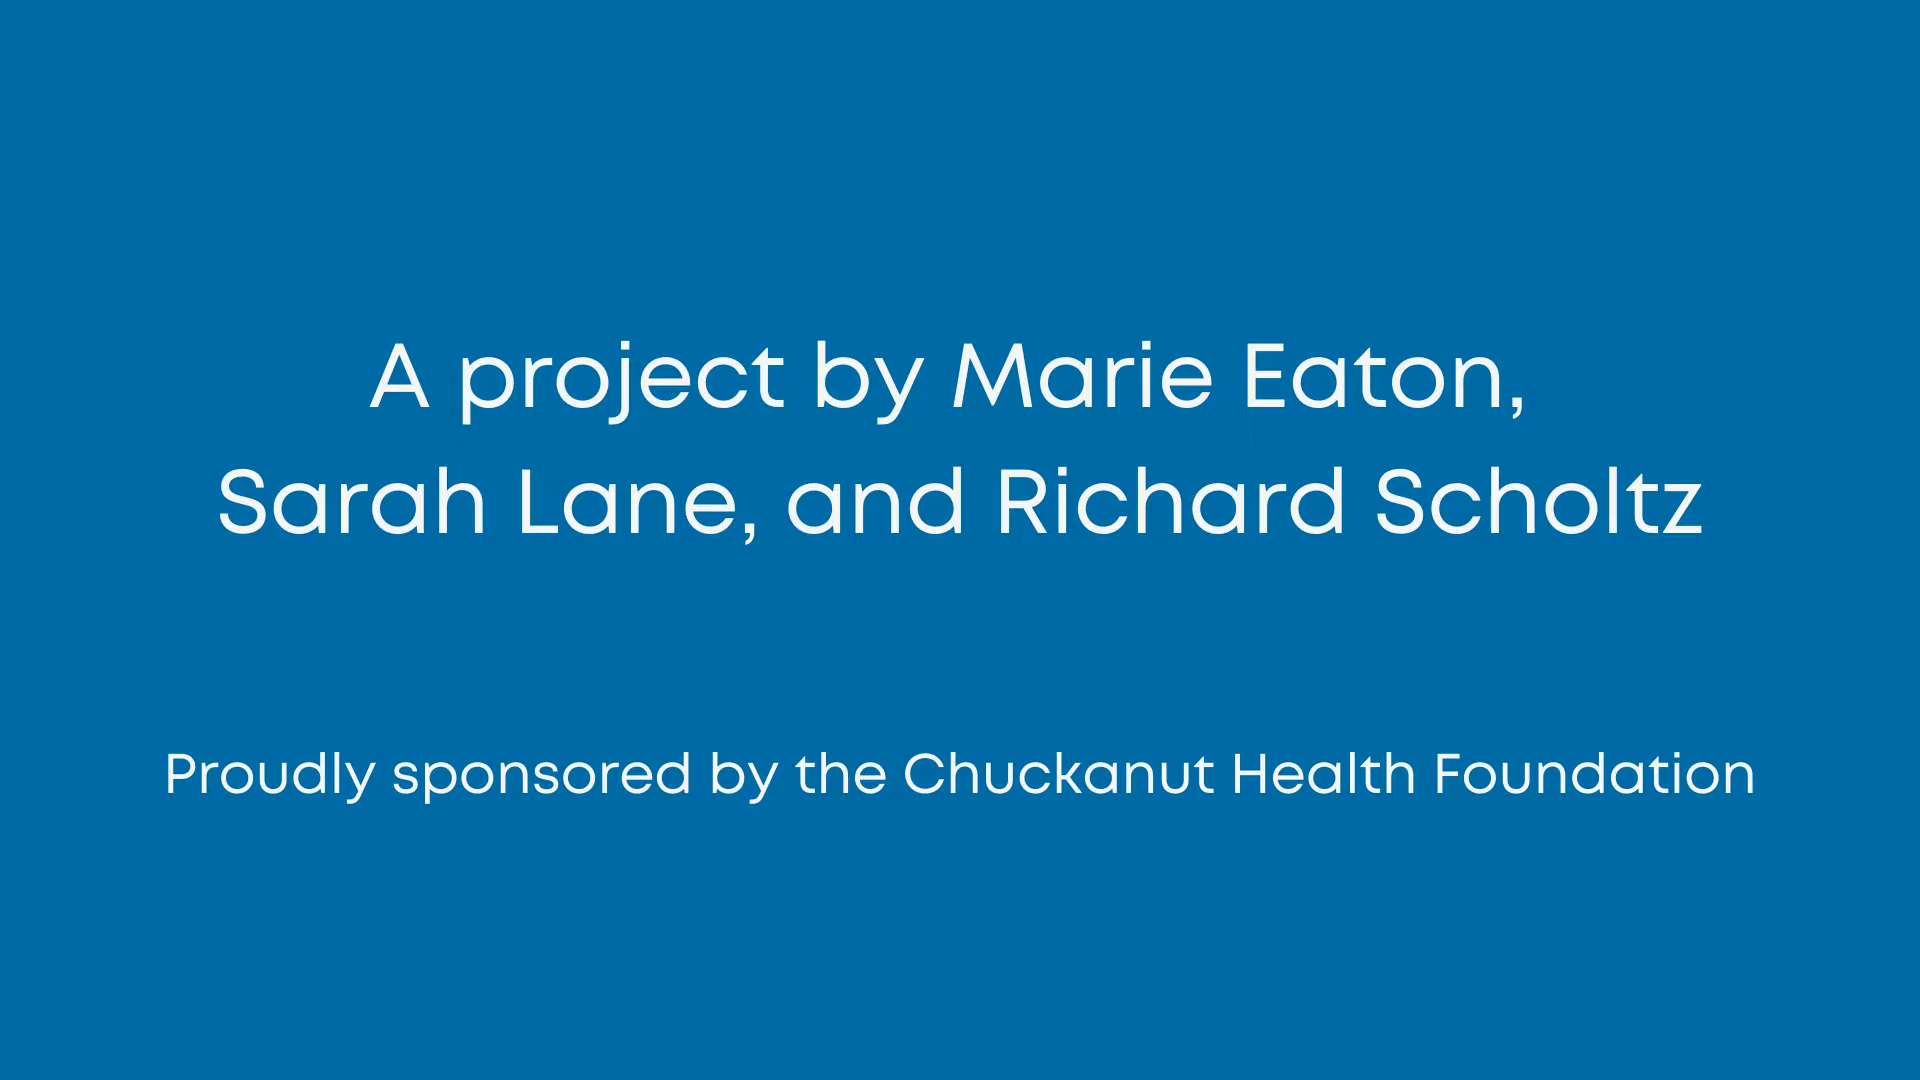 A project by Marie Eaton,
Sarah Lane, and Richard Scholtz
Proudly sponsored by the Chuckanut Health Foundation